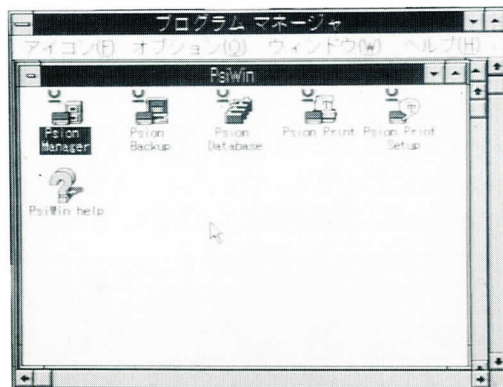 プログラム マネージャ
アイコン(F) オプション(O) ウィンドウ(W) ヘルプ(H)
PsiWin
Psion Manager
Psion Backup
Psion Database
Psion Print
Psion Print Setup
PsiWin help